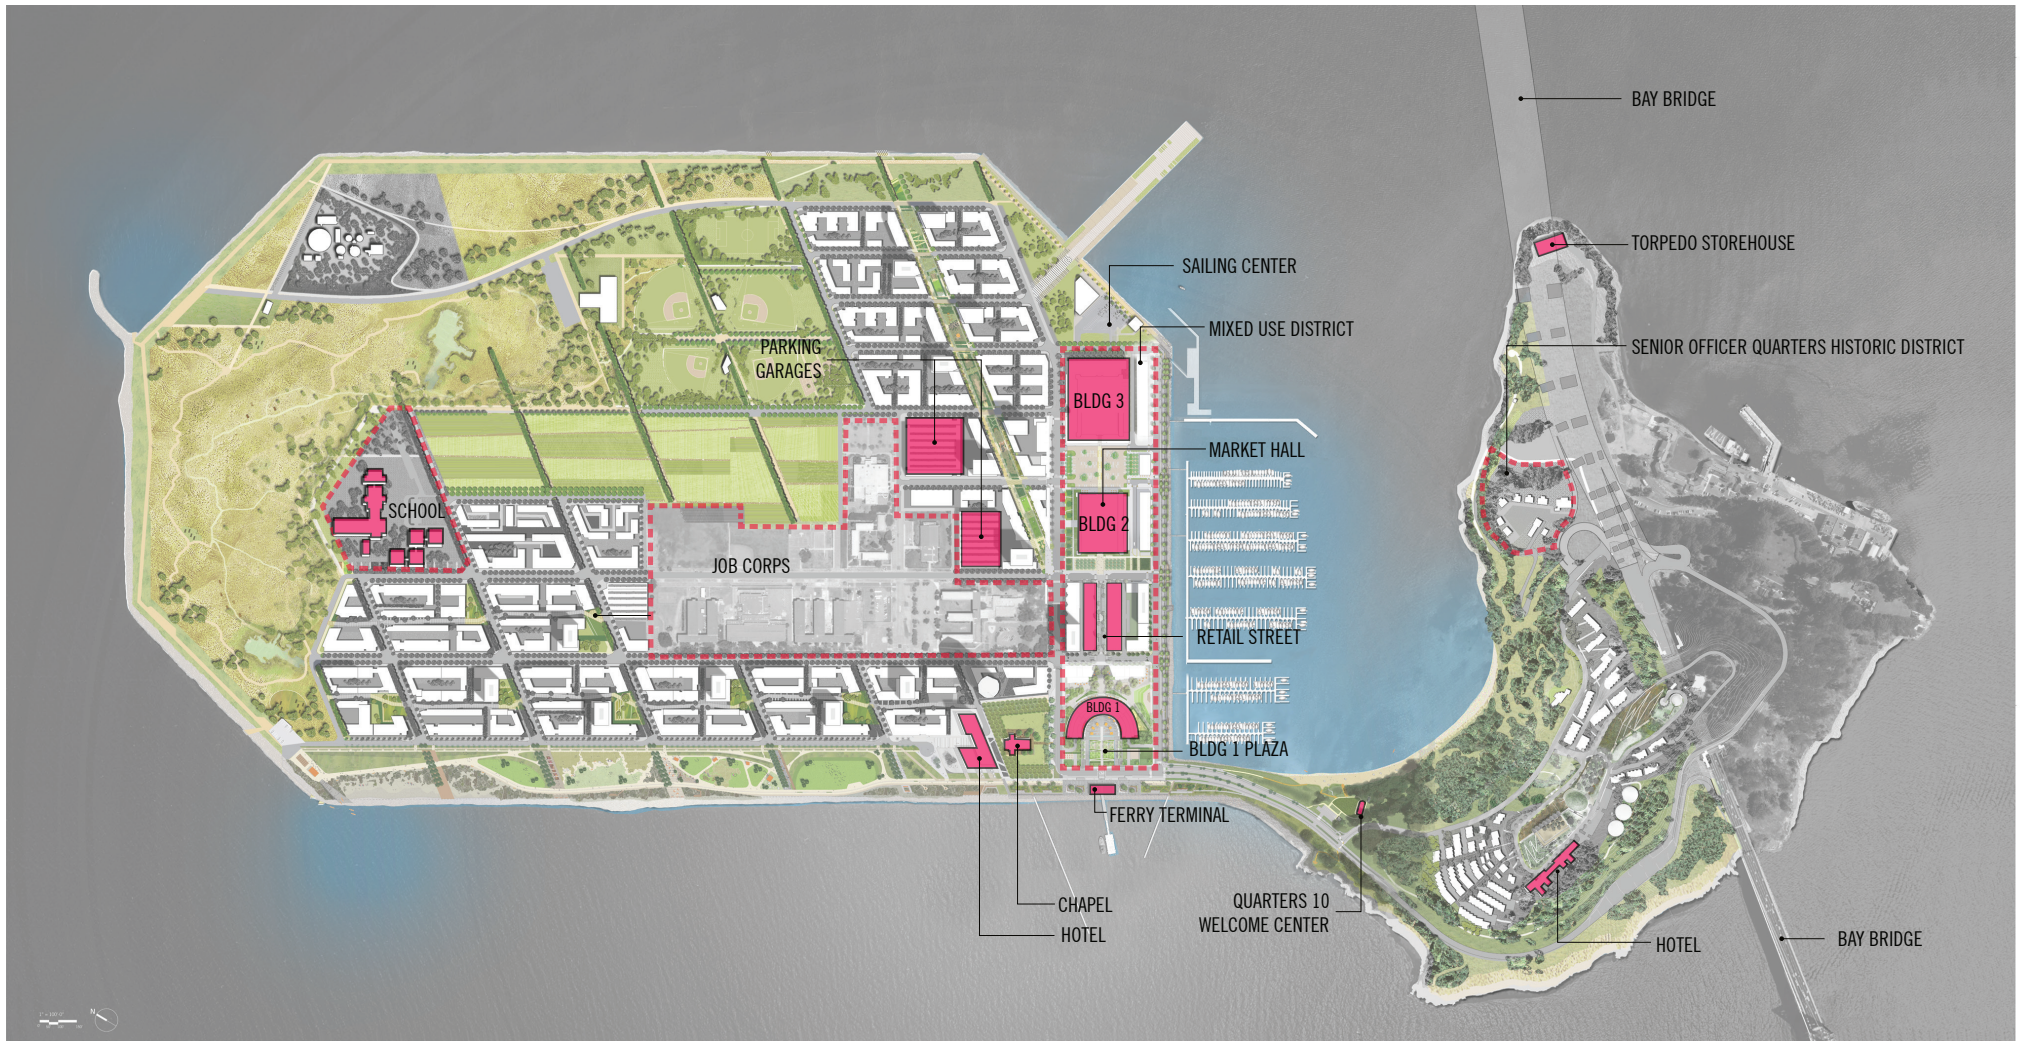 BAY BRIDGE
TORPEDO STOREHOUSE
SAILING CENTER
MIXED USE DISTRICT
PARKING
GARAGES
SENIOR OFFICER QUARTERS HISTORIC DISTRICT
BLDG 3
MARKET HALL
SCHOOL
BLDG 2
JOB CORPS
RETAIL STREET
BLDG 1
BLDG 1 PLAZA
FERRY TERMINAL
CHAPEL
HOTEL
QUARTERS 10
WELCOME CENTER
HOTEL
BAY BRIDGE
N